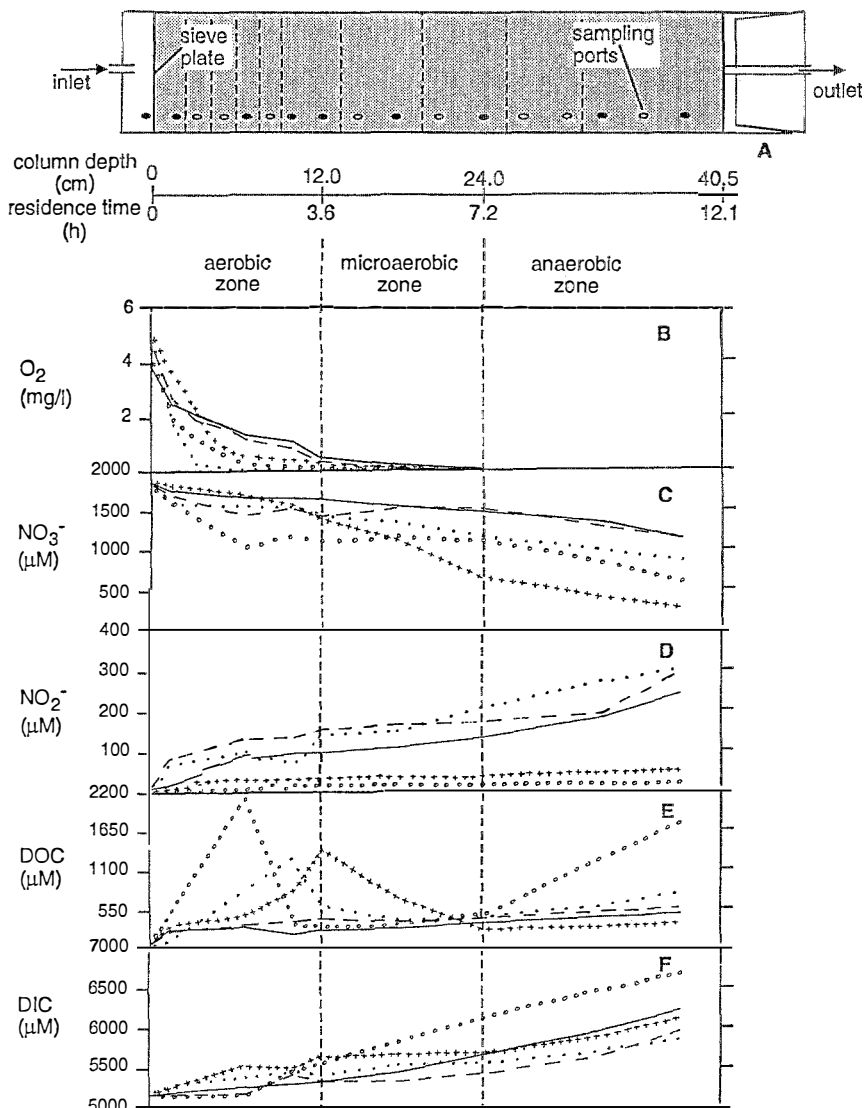 sieve plate
sampling ports
inlet
outlet
A
column depth (cm) 0 12.0 24.0 40.5
residence time (h) 0 3.6 7.2 12.1
aerobic zone
microaerobic zone
anaerobic zone
B
O2 (mg/l)
6
4
2
2000
C
NO3- (µM)
1500
1000
500
400
D
NO2- (µM)
300
200
100
2200
E
DOC (µM)
1650
1100
550
7000
F
DIC (µM)
6500
6000
5500
5000